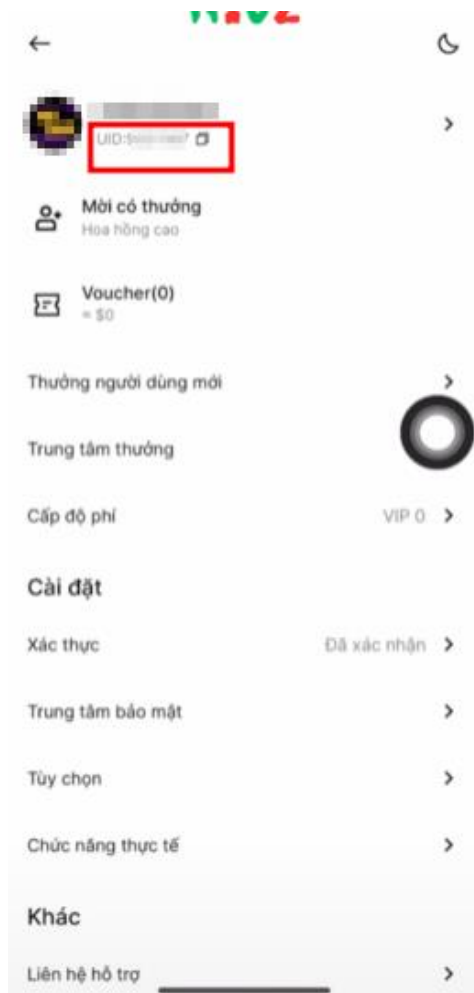 UID:
Mời có thưởng
Hoa hồng cao
Voucher(0)
≈ $0
Thưởng người dùng mới
Trung tâm thưởng
Cấp độ phí
VIP 0
Cài đặt
Xác thực
Đã xác nhận
Trung tâm bảo mật
Tùy chọn
Chức năng thực tế
Khác
Liên hệ hỗ trợ